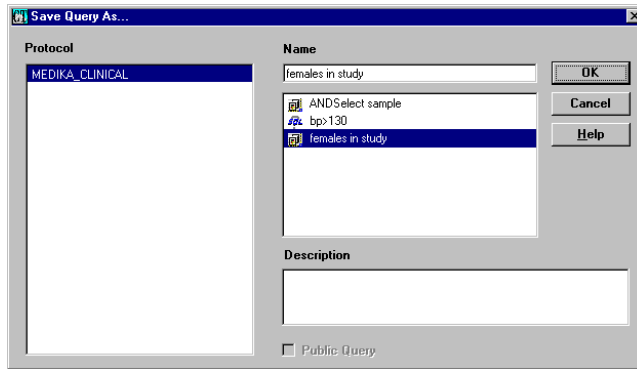 Save Query As...
Protocol
MEDIKA_CLINICAL
Name
females in study
ANDSelect sample
bp>130
females in study
Description
Public Query
OK
Cancel
Help